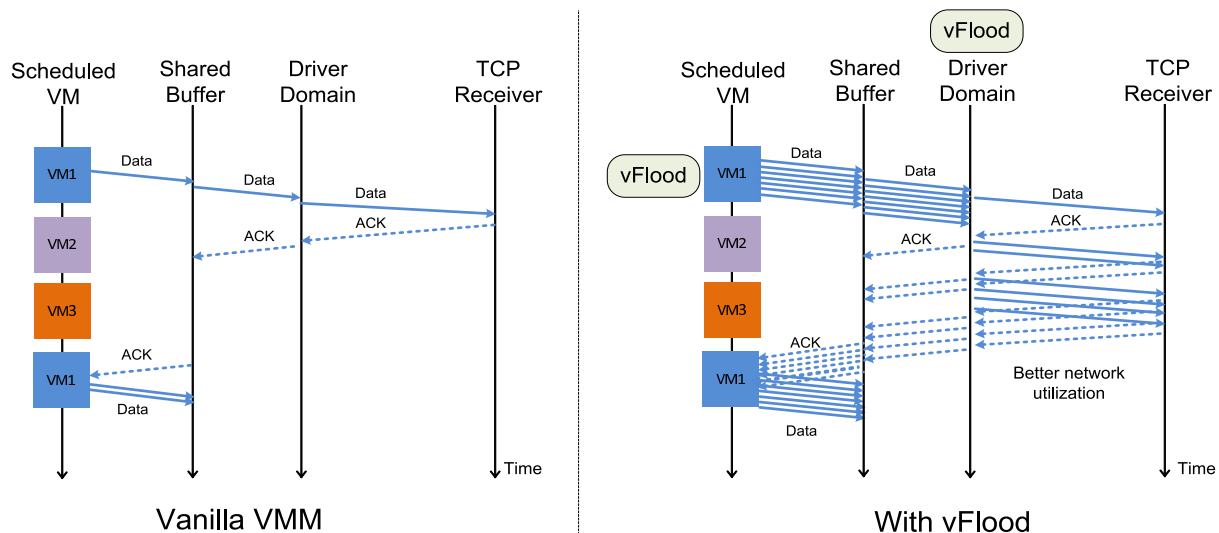 Scheduled
VM
Shared
Buffer
Driver
Domain
TCP
Receiver
VM1
Data
Data
Data
VM2
ACK
ACK
VM3
VM1
ACK
Data
Time
Vanilla VMM
vFlood
Scheduled
VM
Shared
Buffer
Driver
Domain
TCP
Receiver
vFlood
VM1
Data
Data
Data
VM2
ACK
ACK
VM3
VM1
ACK
Data
Better network
utilization
Time
With vFlood